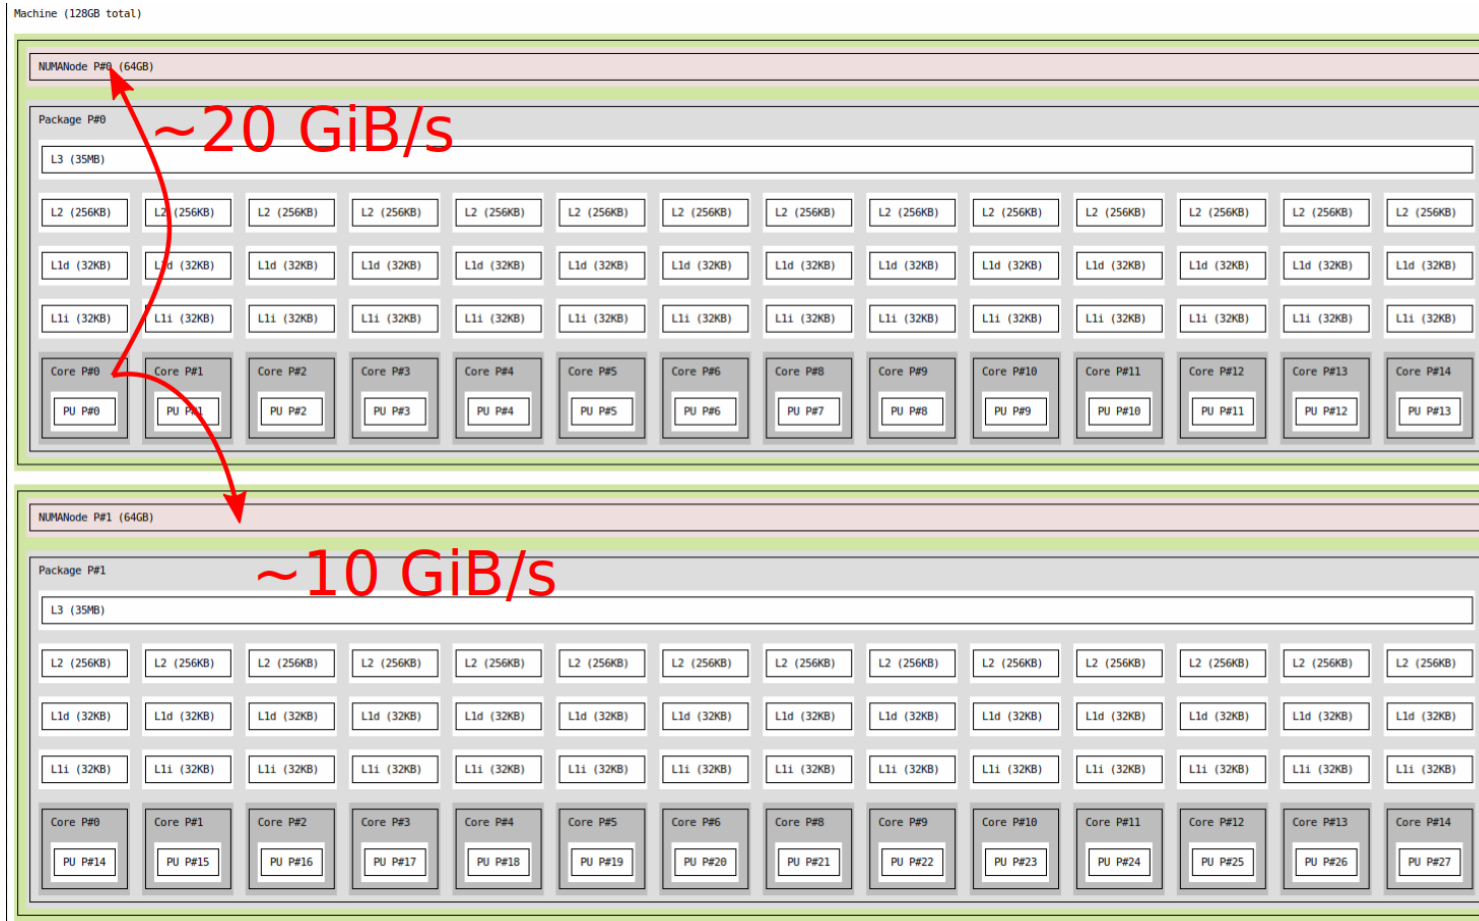 Machine (128GB total)
NUMANode P#0 (64GB)
~20 GiB/s
Package P#0
L3 (35MB)
L2 (256KB) L2 (256KB) L2 (256KB) L2 (256KB) L2 (256KB) L2 (256KB) L2 (256KB) L2 (256KB) L2 (256KB) L2 (256KB) L2 (256KB) L2 (256KB) L2 (256KB) L2 (256KB)
L1d (32KB) L1d (32KB) L1d (32KB) L1d (32KB) L1d (32KB) L1d (32KB) L1d (32KB) L1d (32KB) L1d (32KB) L1d (32KB) L1d (32KB) L1d (32KB) L1d (32KB) L1d (32KB)
L1i (32KB) L1i (32KB) L1i (32KB) L1i (32KB) L1i (32KB) L1i (32KB) L1i (32KB) L1i (32KB) L1i (32KB) L1i (32KB) L1i (32KB) L1i (32KB) L1i (32KB) L1i (32KB)
Core P#0 Core P#1 Core P#2 Core P#3 Core P#4 Core P#5 Core P#6 Core P#8 Core P#9 Core P#10 Core P#11 Core P#12 Core P#13 Core P#14
PU P#0 PU P#1 PU P#2 PU P#3 PU P#4 PU P#5 PU P#6 PU P#7 PU P#8 PU P#9 PU P#10 PU P#11 PU P#12 PU P#13
NUMANode P#1 (64GB)
~10 GiB/s
Package P#1
L3 (35MB)
L2 (256KB) L2 (256KB) L2 (256KB) L2 (256KB) L2 (256KB) L2 (256KB) L2 (256KB) L2 (256KB) L2 (256KB) L2 (256KB) L2 (256KB) L2 (256KB) L2 (256KB) L2 (256KB)
L1d (32KB) L1d (32KB) L1d (32KB) L1d (32KB) L1d (32KB) L1d (32KB) L1d (32KB) L1d (32KB) L1d (32KB) L1d (32KB) L1d (32KB) L1d (32KB) L1d (32KB) L1d (32KB)
L1i (32KB) L1i (32KB) L1i (32KB) L1i (32KB) L1i (32KB) L1i (32KB) L1i (32KB) L1i (32KB) L1i (32KB) L1i (32KB) L1i (32KB) L1i (32KB) L1i (32KB) L1i (32KB)
Core P#0 Core P#1 Core P#2 Core P#3 Core P#4 Core P#5 Core P#6 Core P#8 Core P#9 Core P#10 Core P#11 Core P#12 Core P#13 Core P#14
PU P#14 PU P#15 PU P#16 PU P#17 PU P#18 PU P#19 PU P#20 PU P#21 PU P#22 PU P#23 PU P#24 PU P#25 PU P#26 PU P#27